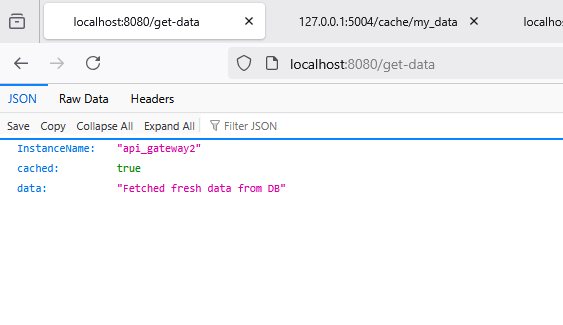 localhost:8080/get-data 127.0.0.1:5004/cache/my_data localhos
localhost:8080/get-data
JSON Raw Data Headers
Save Copy Collapse All Expand All Filter JSON
InstanceName: "api_gateway2"
cached: true
data: "Fetched fresh data from DB"